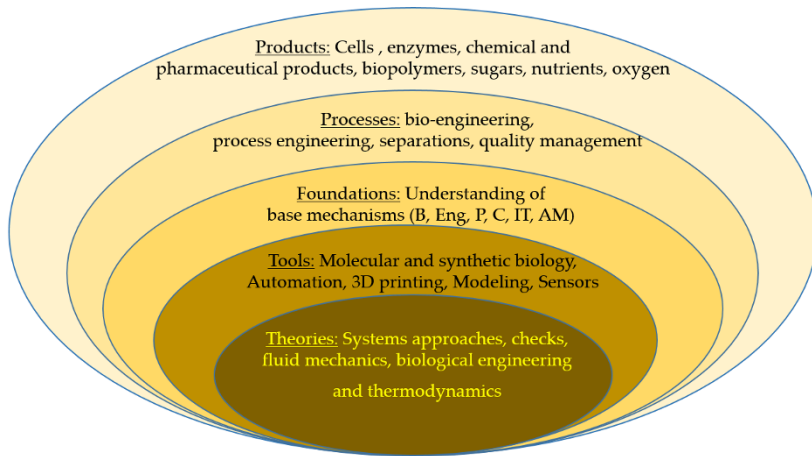 Products: Cells , enzymes, chemical and
pharmaceutical products, biopolymers, sugars, nutrients, oxygen
Processes: bio-engineering,
process engineering, separations, quality management
Foundations: Understanding of
base mechanisms (B, Eng, P, C, IT, AM)
Tools: Molecular and synthetic biology,
Automation, 3D printing, Modeling, Sensors
Theories: Systems approaches, checks,
fluid mechanics, biological engineering
and thermodynamics